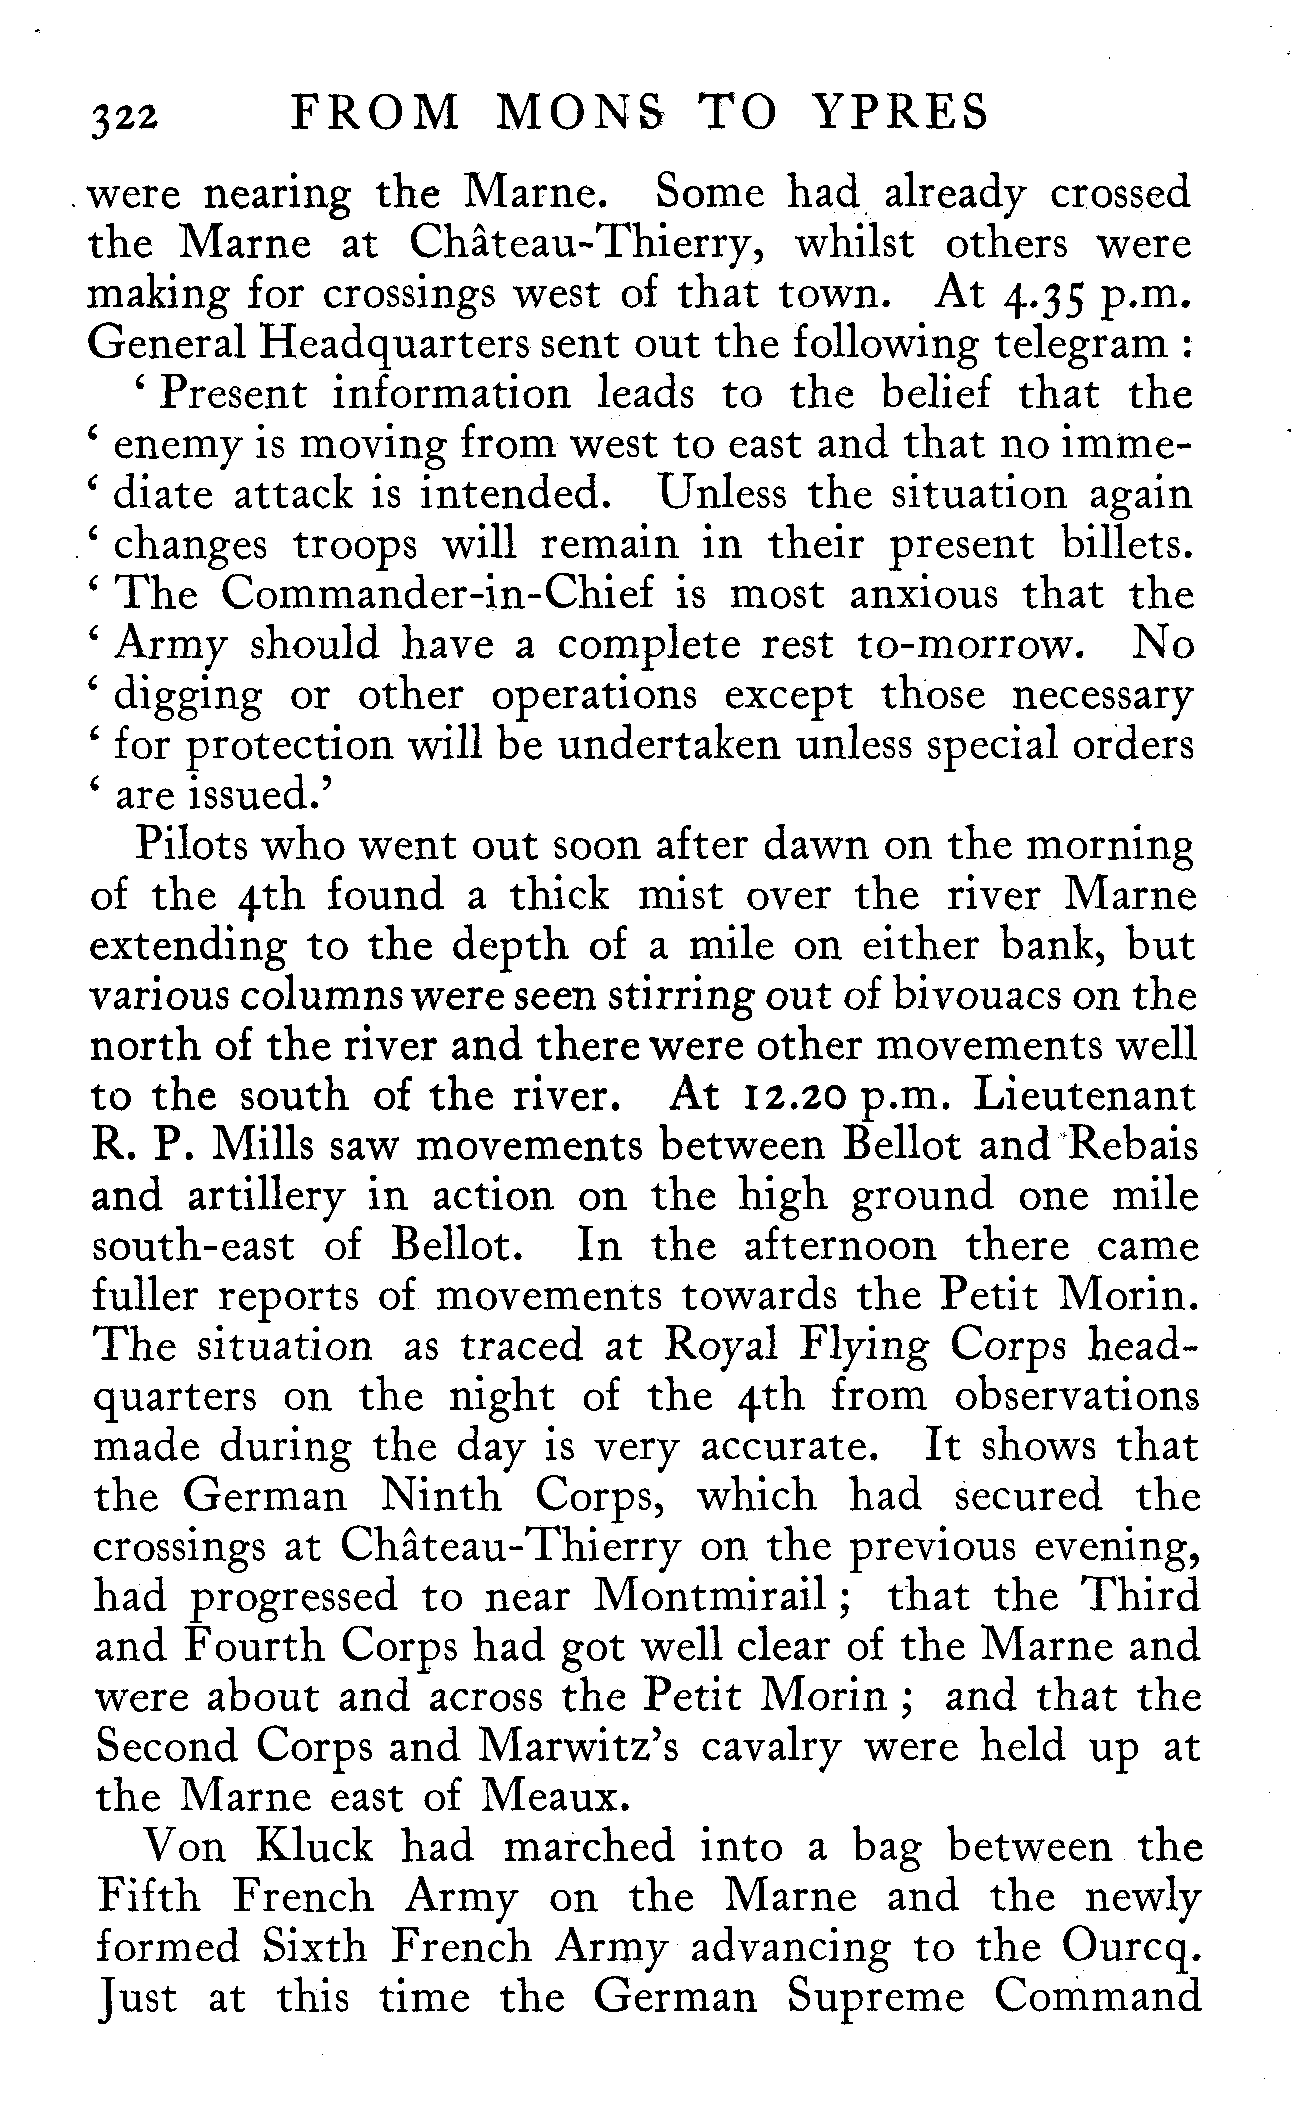 322 FROM MONS TO YPRES
were nearing the Marne. Some had already crossed
the Marne at Château-Thierry, whilst others were
making for crossings west of that town. At 4.35 p.m.
General Headquarters sent out the following telegram :
‘ Present information leads to the belief that the
‘ enemy is moving from west to east and that no imme-
‘ diate attack is intended. Unless the situation again
‘ changes troops will remain in their present billets.
‘ The Commander-in-Chief is most anxious that the
‘ Army should have a complete rest to-morrow. No
‘ digging or other operations except those necessary
‘ for protection will be undertaken unless special orders
‘ are issued.’
Pilots who went out soon after dawn on the morning
of the 4th found a thick mist over the river Marne
extending to the depth of a mile on either bank, but
various columns were seen stirring out of bivouacs on the
north of the river and there were other movements well
to the south of the river. At 12.20 p.m. Lieutenant
R. P. Mills saw movements between Bellot and Rebais
and artillery in action on the high ground one mile
south-east of Bellot. In the afternoon there came
fuller reports of movements towards the Petit Morin.
The situation as traced at Royal Flying Corps head-
quarters on the night of the 4th from observations
made during the day is very accurate. It shows that
the German Ninth Corps, which had secured the
crossings at Château-Thierry on the previous evening,
had progressed to near Montmirail ; that the Third
and Fourth Corps had got well clear of the Marne and
were about and across the Petit Morin ; and that the
Second Corps and Marwitz’s cavalry were held up at
the Marne east of Meaux.
Von Kluck had marched into a bag between the
Fifth French Army on the Marne and the newly
formed Sixth French Army advancing to the Ourcq.
Just at this time the German Supreme Command